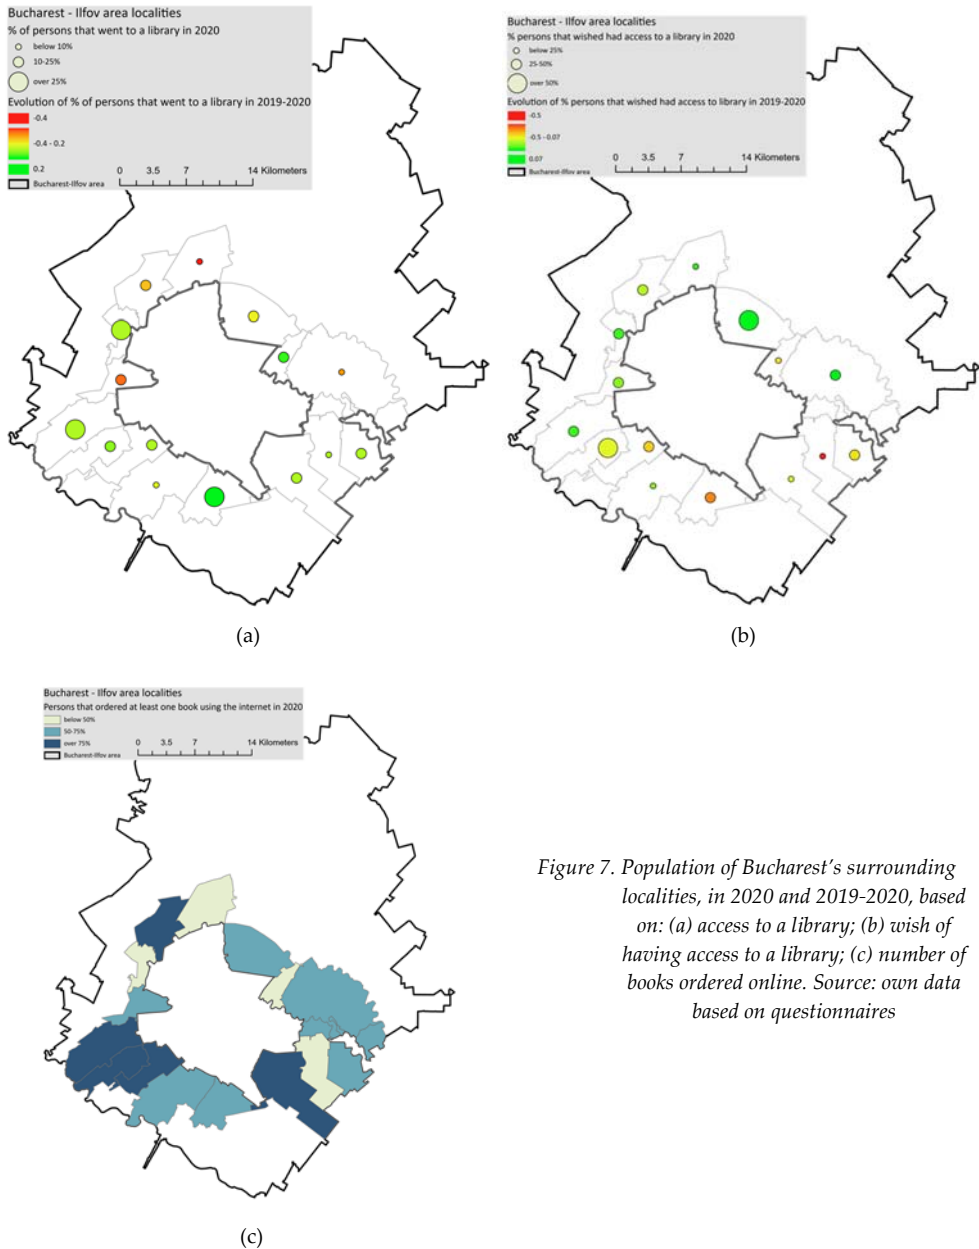 Bucharest - Ilfov area localities
% of persons that went to a library in 2020
below 10%
10-25%
over 25%
Evolution of % of persons that went to a library in 2019-2020
-0.4
-0.4 - 0.2
0.2
Bucharest-Ilfov area
0 3.5 7 14 Kilometers
(a)
Bucharest - Ilfov area localities
% persons that wished had access to a library in 2020
below 25%
25-50%
over 50%
Evolution of % persons that wished had access to library in 2019-2020
-0.5
-0.5 - 0.07
0.07
Bucharest-Ilfov area
0 3.5 7 14 Kilometers
(b)
Bucharest - Ilfov area localities
Persons that ordered at least one book using the internet in 2020
below 50%
50-75%
over 75%
Bucharest-Ilfov area
0 3.5 7 14 Kilometers
(c)
Figure 7. Population of Bucharest's surrounding
localities, in 2020 and 2019-2020, based
on: (a) access to a library; (b) wish of
having access to a library; (c) number of
books ordered online. Source: own data
based on questionnaires